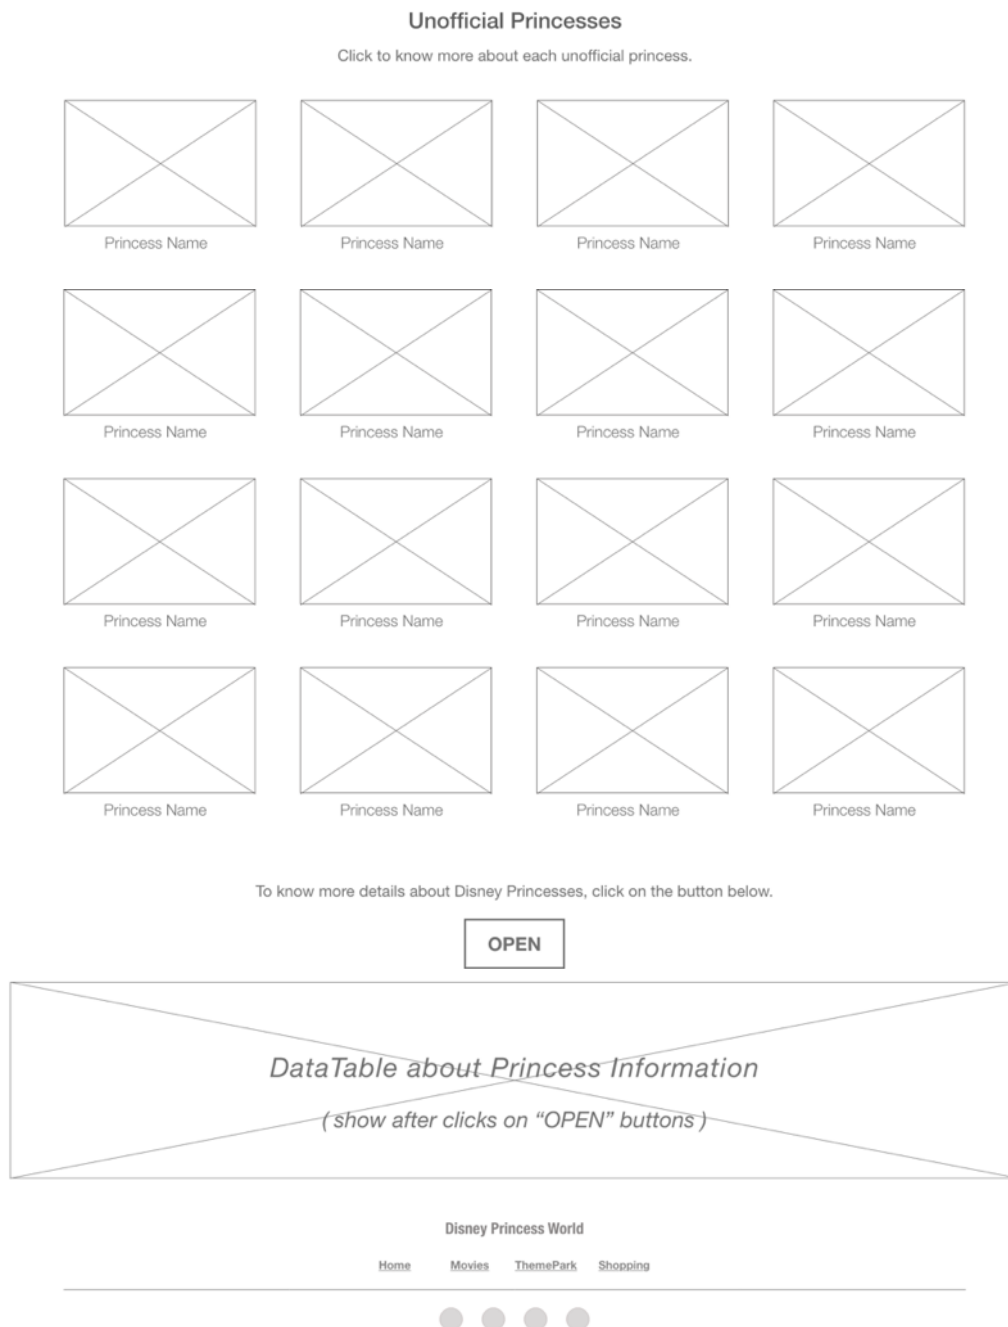 Unofficial Princesses
Click to know more about each unofficial princess.
Princess Name Princess Name Princess Name Princess Name
Princess Name Princess Name Princess Name Princess Name
Princess Name Princess Name Princess Name Princess Name
Princess Name Princess Name Princess Name Princess Name
To know more details about Disney Princesses, click on the button below.
OPEN
DataTable about Princess Information
( show after clicks on “OPEN” buttons )
Disney Princess World
Home Movies ThemePark Shopping